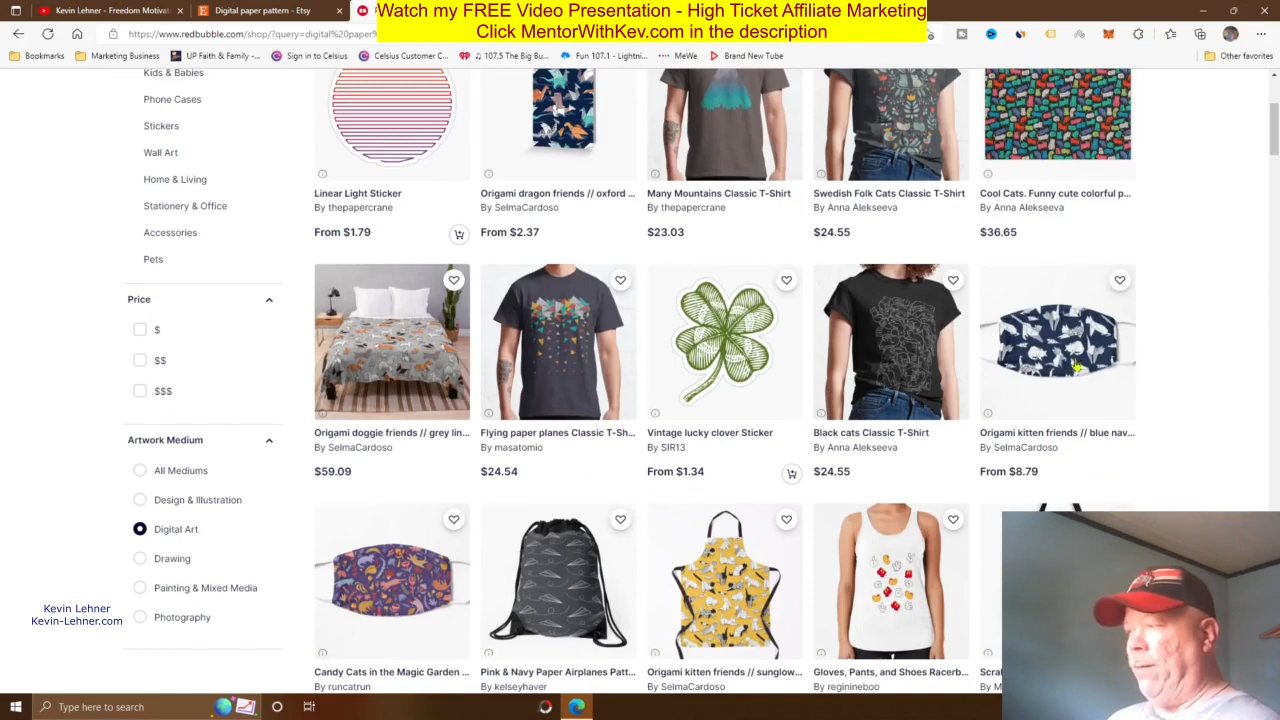 Watch my FREE Video Presentation - High Ticket Affiliate Marketing
Click MentorWithKev.com in the description
Kevin Lehner - Freedom Motivat
Digital paper pattern - Etsy
https://www.redbubble.com/shop/?query=digital%20paper%
Bookmarks
Marketing Business
UP Faith & Family -...
Sign in to Celsius
Celsius Customer C...
107.5 The Big Bu...
Fun 107.1 - Lightni...
MeWe
Brand New Tube
Other favorites
Kids & Babies
Phone Cases
Stickers
Wall Art
Home & Living
Stationery & Office
Accessories
Pets
Price
$
$$
$$$
Artwork Medium
All Mediums
Design & Illustration
Digital Art
Drawing
Painting & Mixed Media
Photography
Linear Light Sticker
By thepapercrane
From $1.79
Origami dragon friends // oxford ...
By SelmaCardoso
From $2.37
Many Mountains Classic T-Shirt
By thepapercrane
$23.03
Swedish Folk Cats Classic T-Shirt
By Anna Alekseeva
$24.55
Cool Cats. Funny cute colorful p...
By Anna Alekseeva
$36.65
Origami doggie friends // grey lin...
By SelmaCardoso
$59.09
Flying paper planes Classic T-Sh...
By masatomio
$24.54
Vintage lucky clover Sticker
By SIR13
From $1.34
Black cats Classic T-Shirt
By Anna Alekseeva
$24.55
Origami kitten friends // blue nav...
By SelmaCardoso
From $8.79
Candy Cats in the Magic Garden ...
By runcatrun
Pink & Navy Paper Airplanes Patt...
By kelseyhaver
Origami kitten friends // sunglow...
By SelmaCardoso
Gloves, Pants, and Shoes Racerb...
By reginineboo
Scral
By M
Kevin Lehner
Kevin-Lehner.com
Type here to search